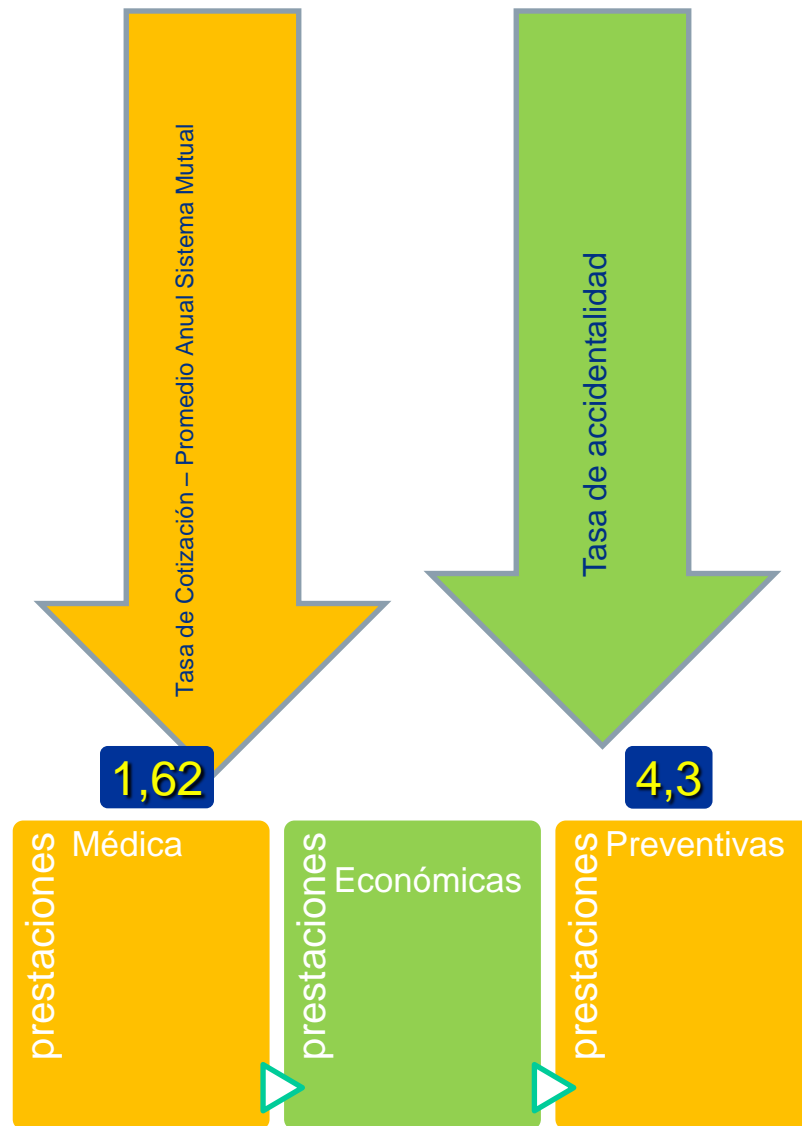 Tasa de Cotización – Promedio Anual Sistema Mutual
Tasa de accidentalidad
1,62
4,3
prestaciones
Médica
prestaciones
Económicas
prestaciones
Preventivas